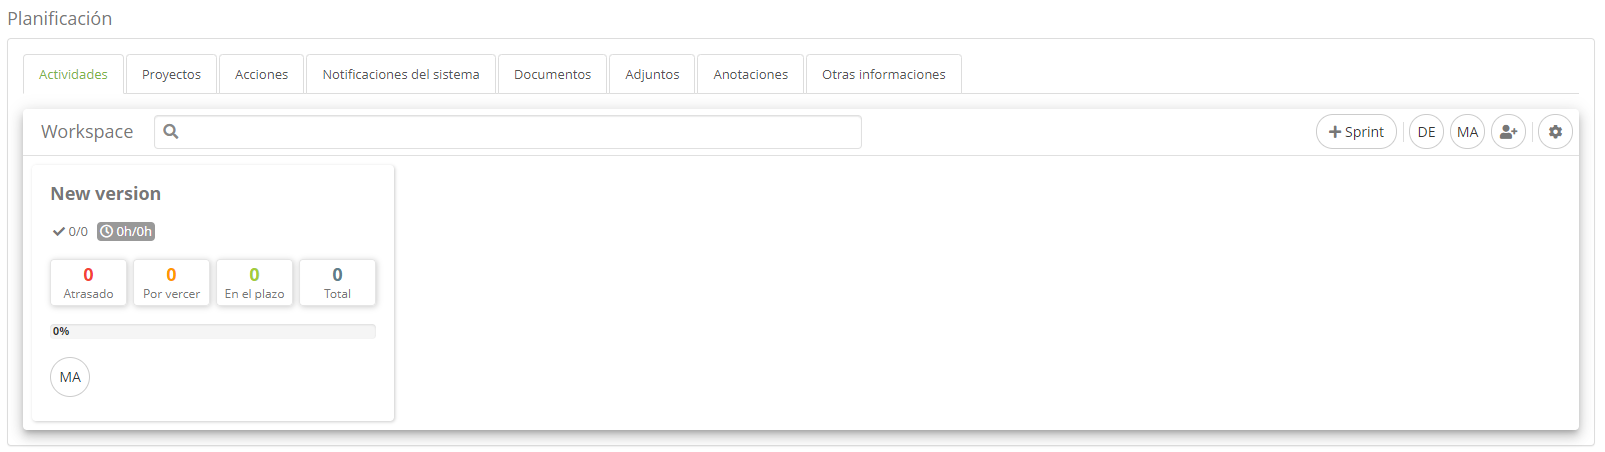 Planificación
Actividades Proyectos Acciones Notificaciones del sistema Documentos Adjuntos Anotaciones Otras informaciones
Workspace + Sprint DE MA
New version
0/0 0h/0h
0 0 0 0
Atrasado Por vercer En el plazo Total
0%
MA